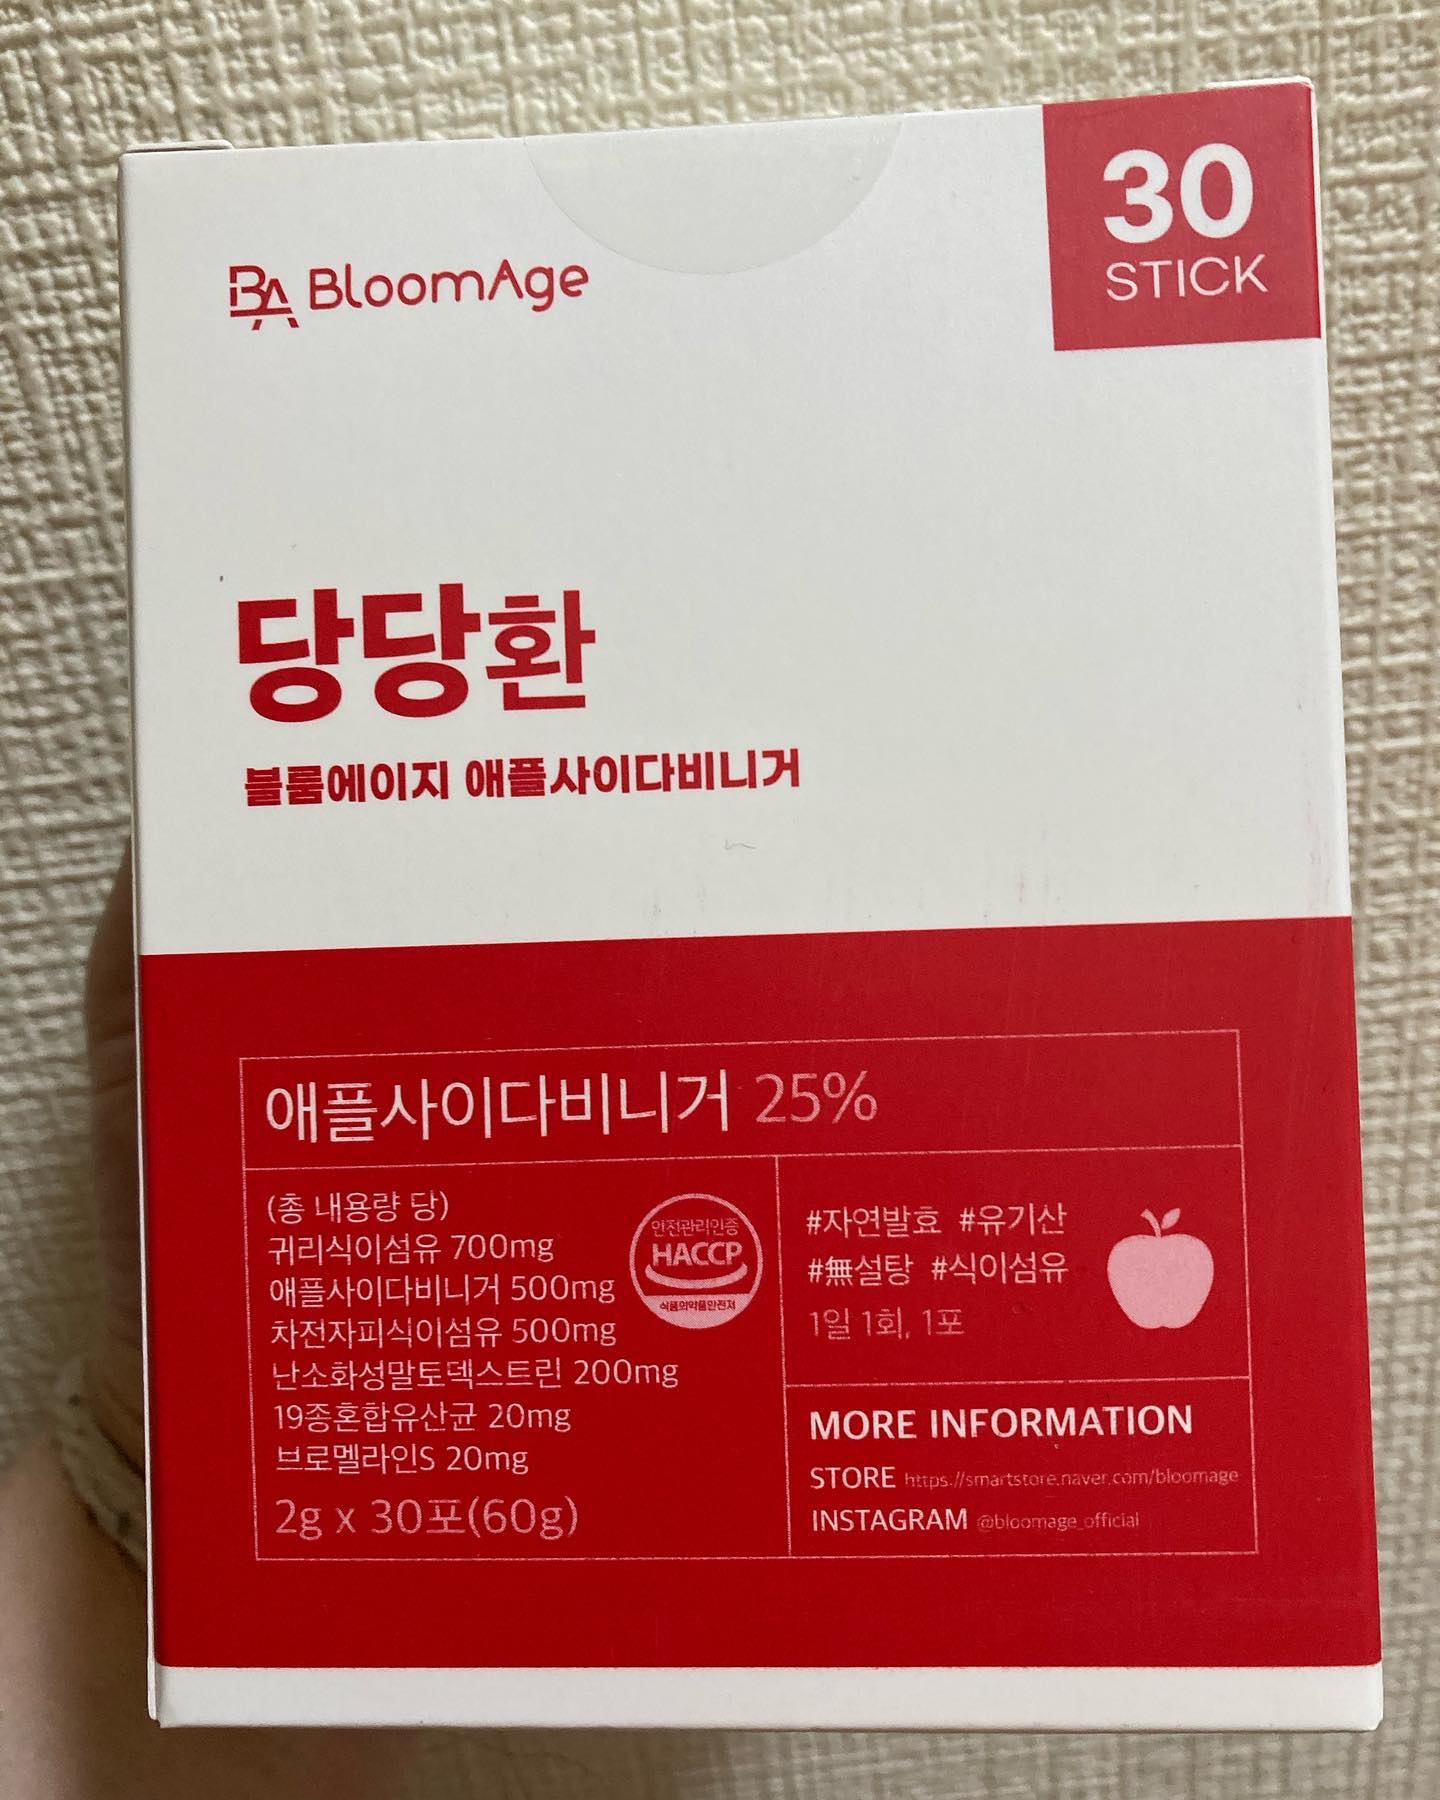 BA BloomAge
30
STICK
당당환
블룸에이지 애플사이다비니거
애플사이다비니거 25%
(총 내용량 당)
귀리식이섬유 700mg
애플사이다비니거 500mg
차전자피식이섬유 500mg
난소화성말토덱스트린 200mg
19종혼합유산균 20mg
브로멜라인S 20mg
2g x 30포(60g)
안전관리인증
HACCP
식품의약품안전처
#자연발효 #유기산
#無설탕 #식이섬유
1일 1회, 1포
MORE INFORMATION
STORE https://smartstore.naver.com/bloomage
INSTAGRAM @bloomage_official